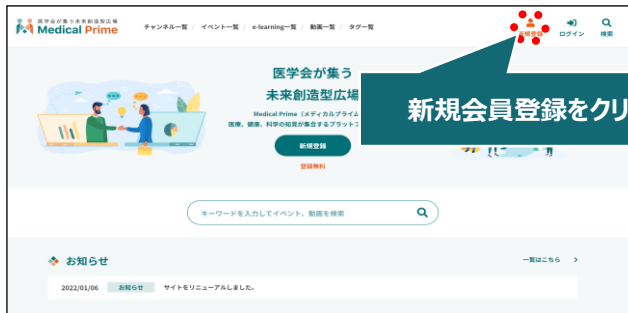 医学会が集う未来創造型広場
Medical Prime
チャンネル一覧 / イベント一覧 / e-learning一覧 / 動画一覧 / タグ一覧
新規登録
ログイン
検索
医学会が集う
未来創造型広場
Medical Prime（メディカルプライム
医療、健康、科学の知見が集合するプラットフ
新規登録
登録無料
新規会員登録をクリ
キーワードを入力してイベント、動画を検索
お知らせ
一覧はこちら
2022/01/06 お知らせ サイトをリニューアルしました。